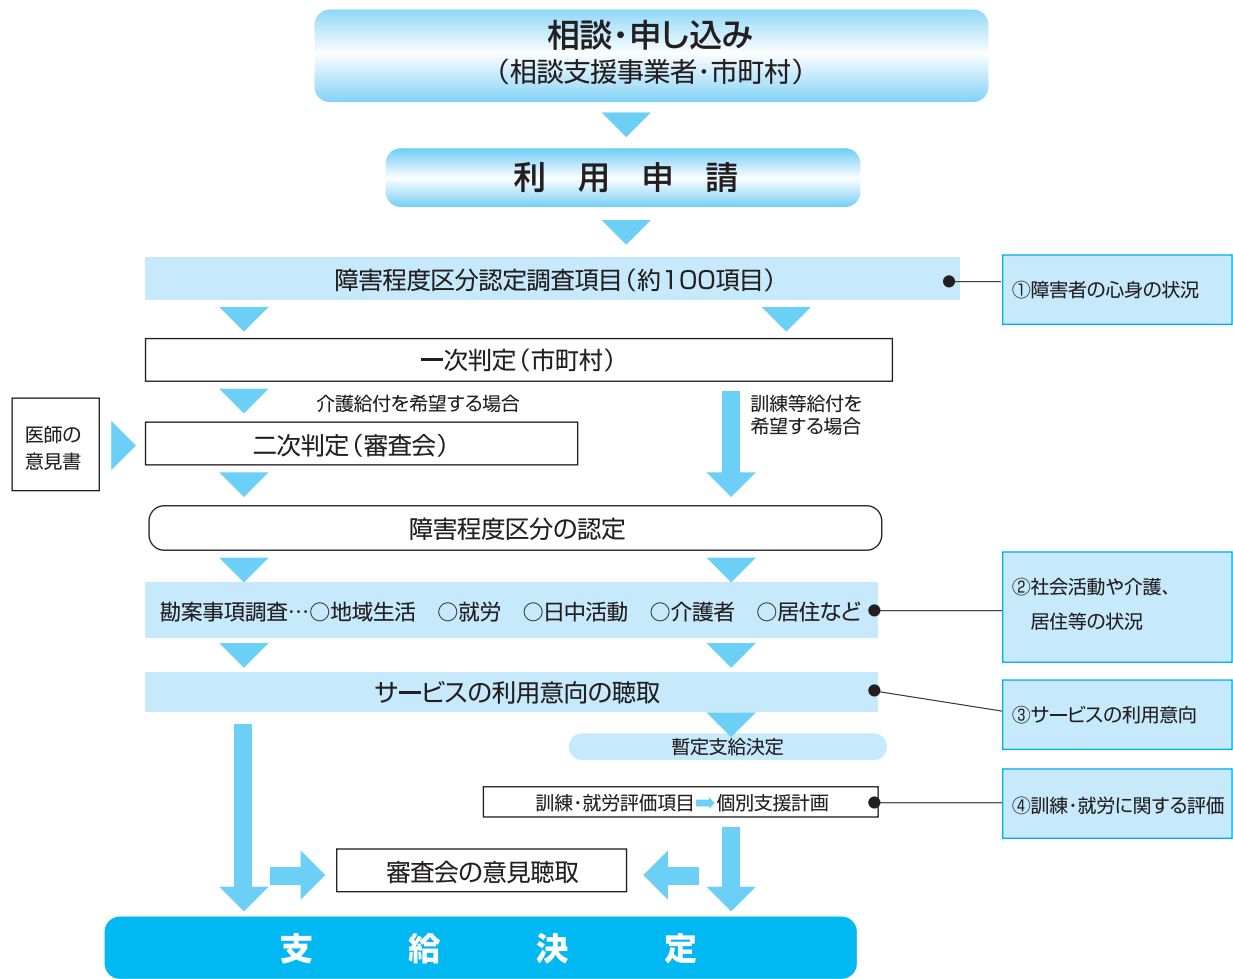 相談・申し込み
（相談支援事業者・市町村）
利用申請
障害程度区分認定調査項目（約100項目）
①障害者の心身の状況
一次判定（市町村）
介護給付を希望する場合
訓練等給付を
希望する場合
医師の
意見書
二次判定（審査会）
障害程度区分の認定
勘案事項調査…○地域生活　○就労　○日中活動　○介護者　○居住など
②社会活動や介護、
居住等の状況
サービスの利用意向の聴取
③サービスの利用意向
暫定支給決定
訓練・就労評価項目➡個別支援計画
④訓練・就労に関する評価
審査会の意見聴取
支給決定